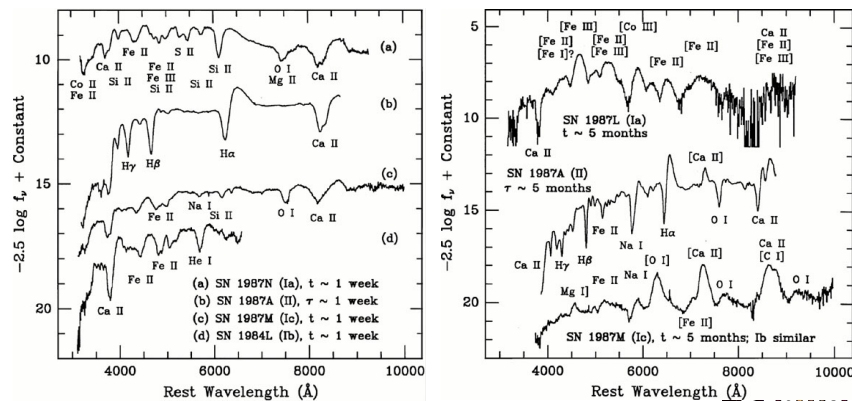 10
15
20
−2.5 log fν + Constant
Fe II
S II
Ca II
Fe II
Si II
O I
Ca II
(a)
Co II
Si II
Fe III
Si II
Mg II
Fe II
Si II
(b)
Hγ
Hβ
Hα
Ca II
(c)
Fe II
Na I
Si II
O I
Ca II
(d)
Fe II
Fe II
He I
Ca II
(a) SN 1987N (Ia), t ~ 1 week
(b) SN 1987A (II), τ ~ 1 week
(c) SN 1987M (Ic), t ~ 1 week
(d) SN 1984L (Ib), t ~ 1 week
4000 6000 8000 10000
Rest Wavelength (Å)
5
10
15
20
−2.5 log fν + Constant
[Fe III] [Co III] Ca II
[Fe II] [Fe II] [Fe II] [Fe II]
[Fe I]? [Fe III] [Fe II] [Fe III]
SN 1987L (Ia)
t ~ 5 months
Ca II
SN 1987A (II) [Ca II]
τ ~ 5 months
Fe II Hα O I Ca II
Ca II Hγ Hβ Na I
[O I] [Ca II] Ca II
[C I]
Mg I] Fe II Na I O I O I
[Fe II]
SN 1987M (Ic), t ~ 5 months; Ib similar
4000 6000 8000 10000
Rest Wavelength (Å)